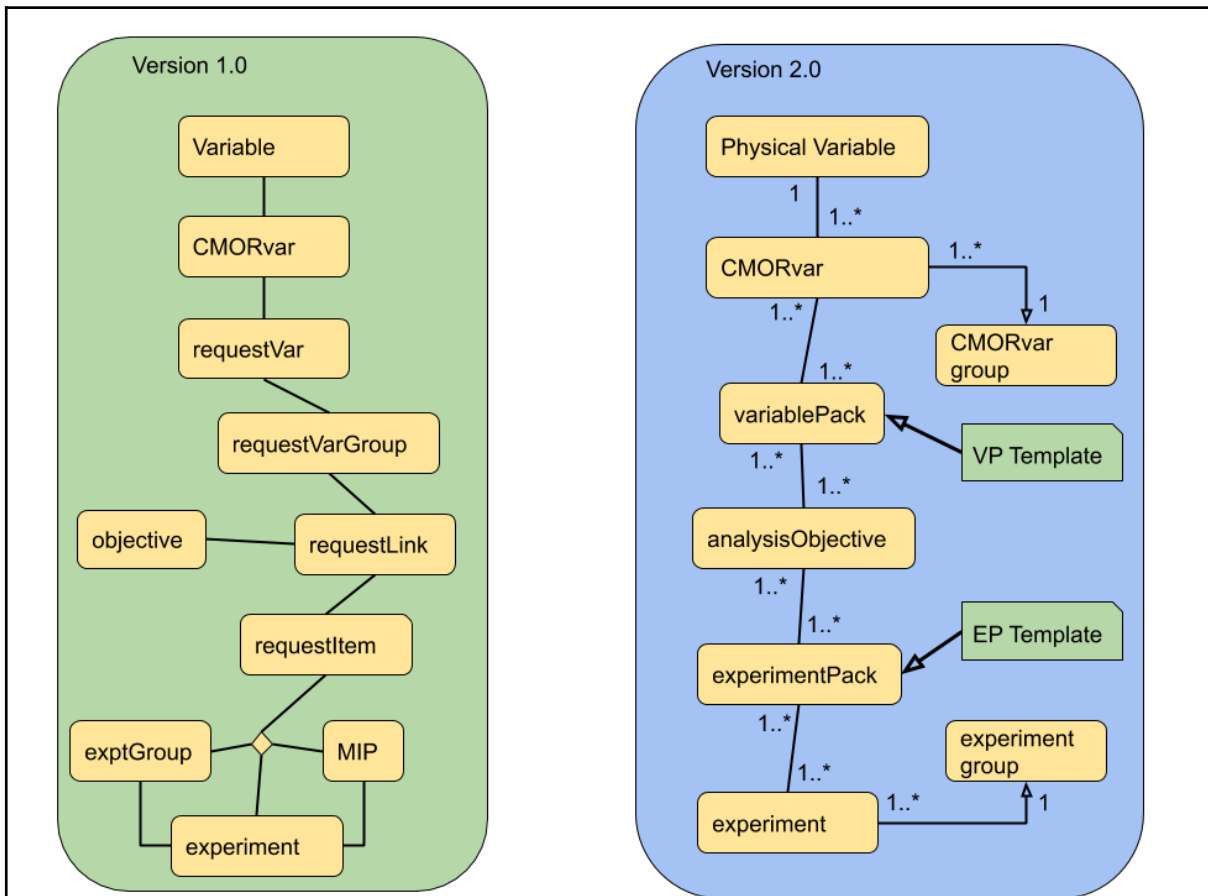 Version 1.0
Variable
CMORvar
requestVar
requestVarGroup
objective
requestLink
requestItem
exptGroup
MIP
experiment
Version 2.0
Physical Variable
1
1..*
CMORvar
1..*
1
1..*
CMORvar
group
1..*
variablePack
VP Template
1..*
1..*
analysisObjective
1..*
1..*
EP Template
experimentPack
1..*
1..*
experiment
group
experiment
1..*
1